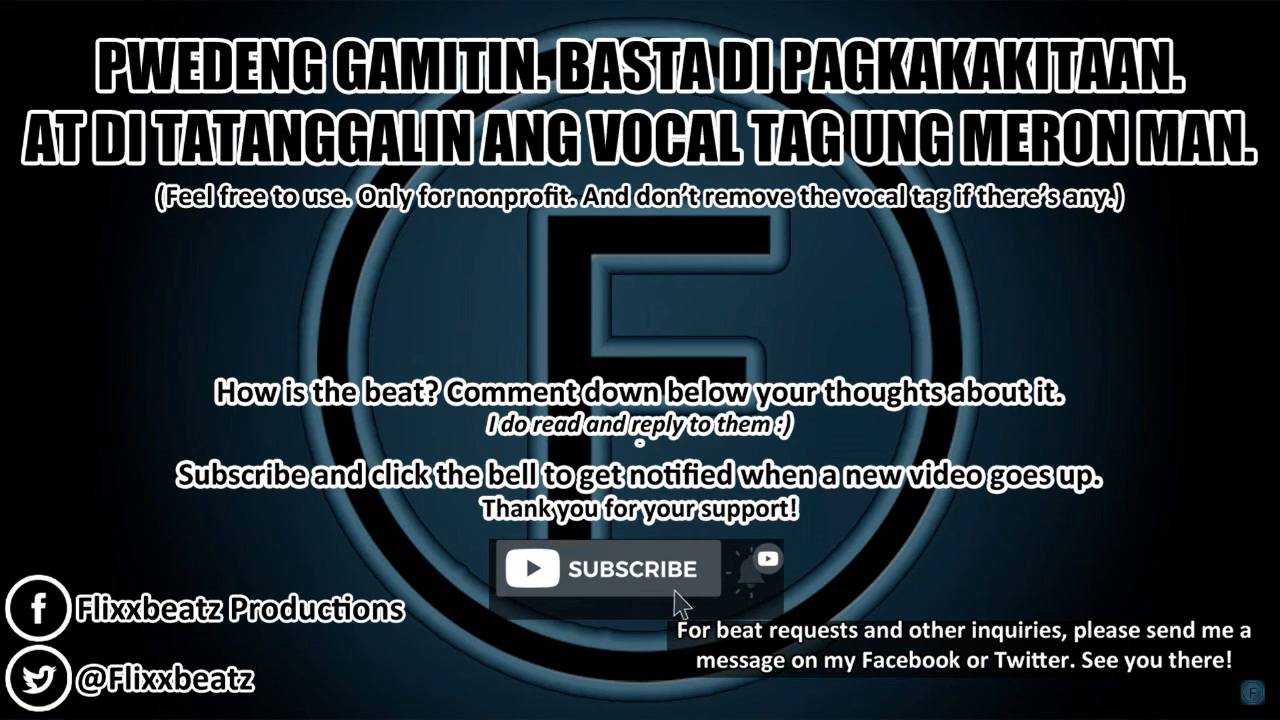 PWEDENG GAMITIN. BASTA DI PAGKAKAKITAAN.
AT DI TATANGGALIN ANG VOCAL TAG UNG MERON MAN.
(Feel free to use. Only for nonprofit. And don't remove the vocal tag if there's any.)
F
How is the beat? Comment down below your thoughts about it.
I do read and reply to them :)
-
Subscribe and click the bell to get notified when a new video goes up.
Thank you for your support!
SUBSCRIBE
Flixxbeatz Productions
@Flixxbeatz
For beat requests and other inquiries, please send me a
message on my Facebook or Twitter. See you there!
F